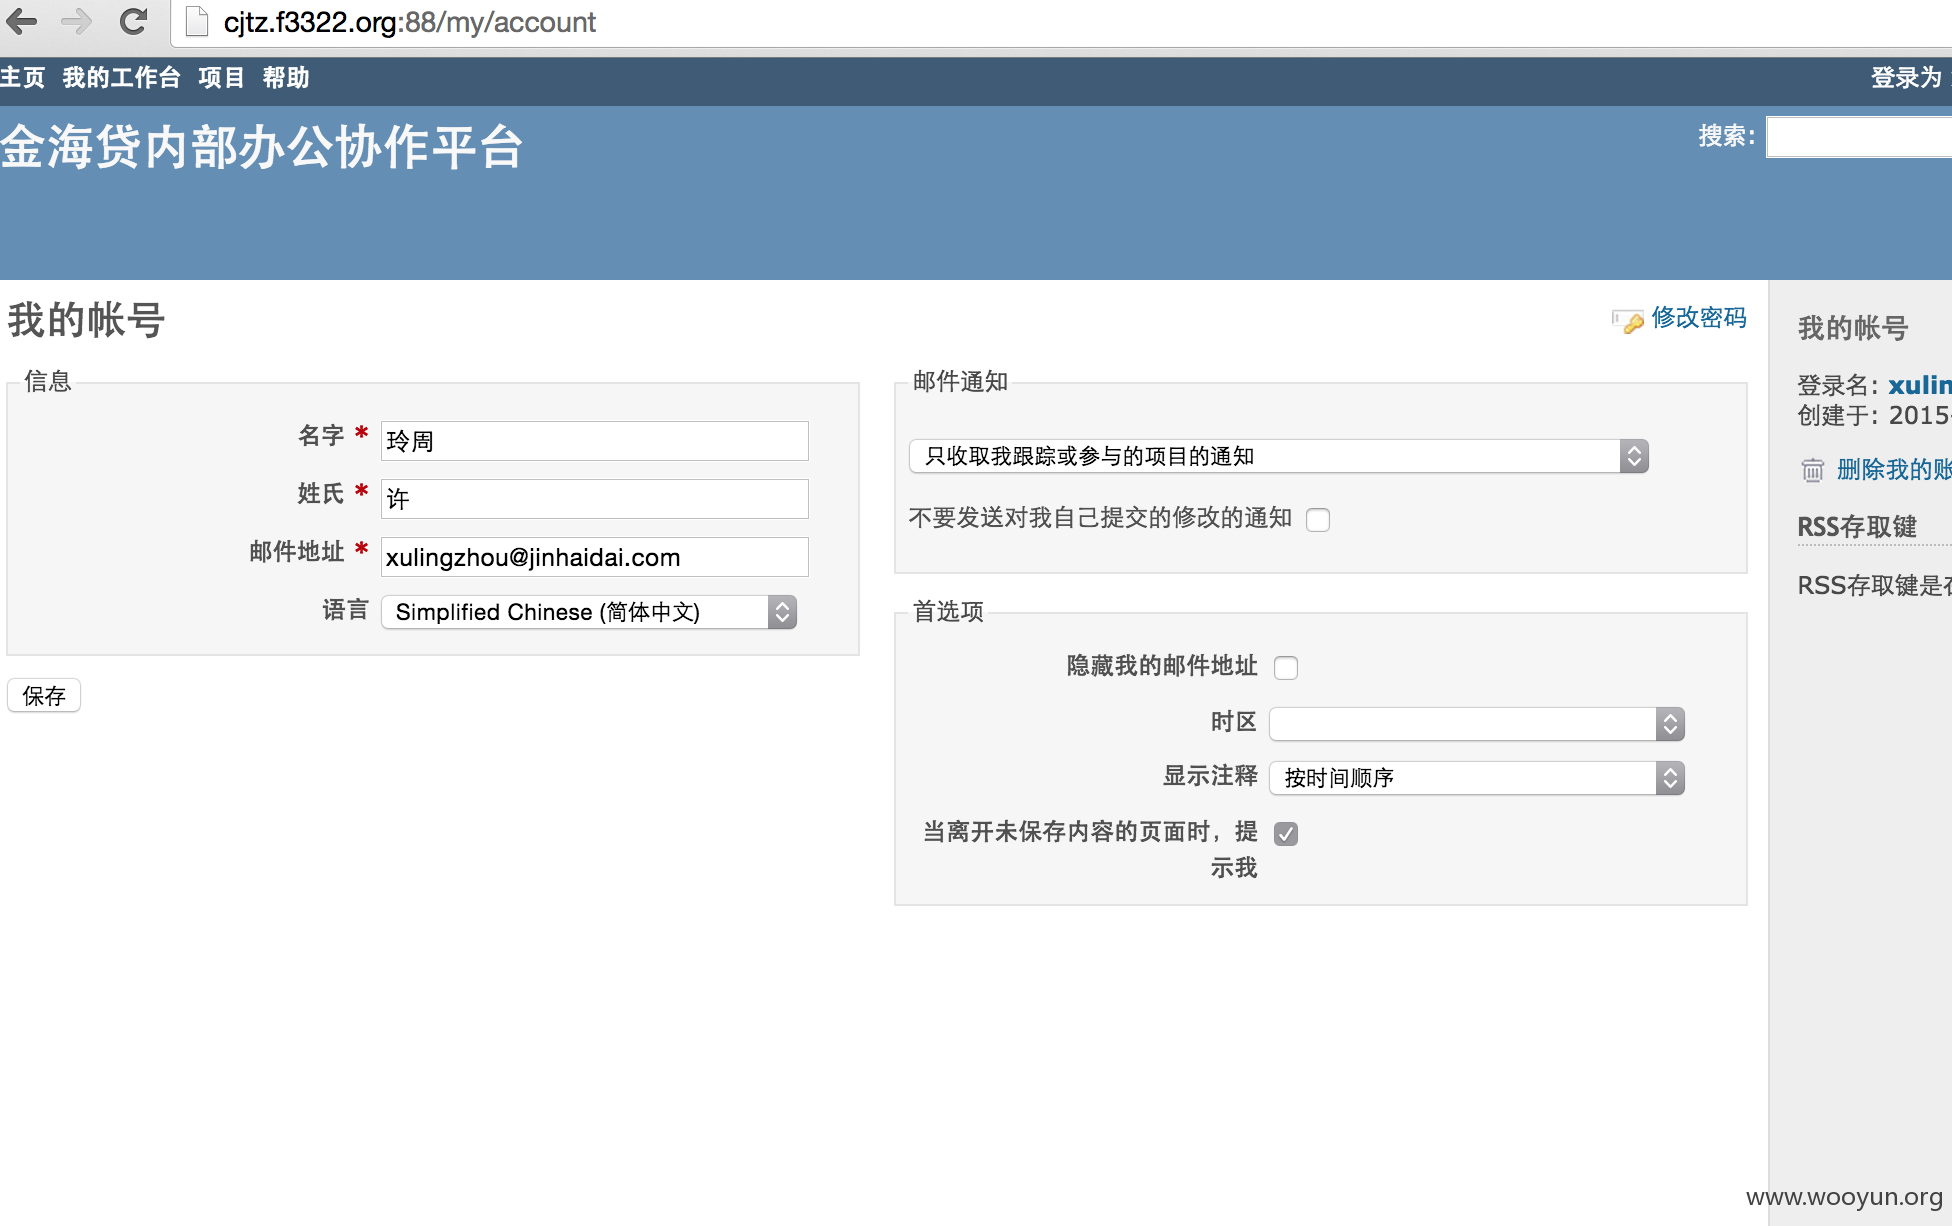 cjtz.f3322.org:88/my/account
主页 我的工作台 项目 帮助
登录为
金海贷内部办公协作平台
搜索:
我的帐号
修改密码
信息
名字 *
玲周
姓氏 *
许
邮件地址 *
xulingzhou@jinhaidai.com
语言
Simplified Chinese (简体中文)
保存
邮件通知
只收取我跟踪或参与的项目的通知
不要发送对我自己提交的修改的通知
首选项
隐藏我的邮件地址
时区
显示注释
按时间顺序
当离开未保存内容的页面时，提
示我
我的帐号
登录名: xulin
创建于: 2015-
删除我的账
RSS存取键
RSS存取键是在
www.wooyun.org